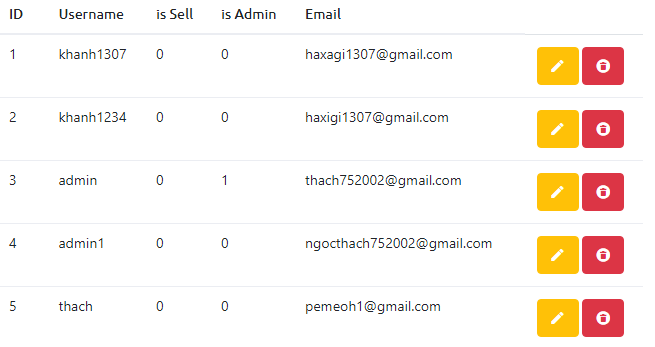 ID Username is Sell is Admin Email
1 khanh1307 0 0 haxagi1307@gmail.com
2 khanh1234 0 0 haxigi1307@gmail.com
3 admin 0 1 thach752002@gmail.com
4 admin1 0 0 ngocthach752002@gmail.com
5 thach 0 0 pemeoh1@gmail.com